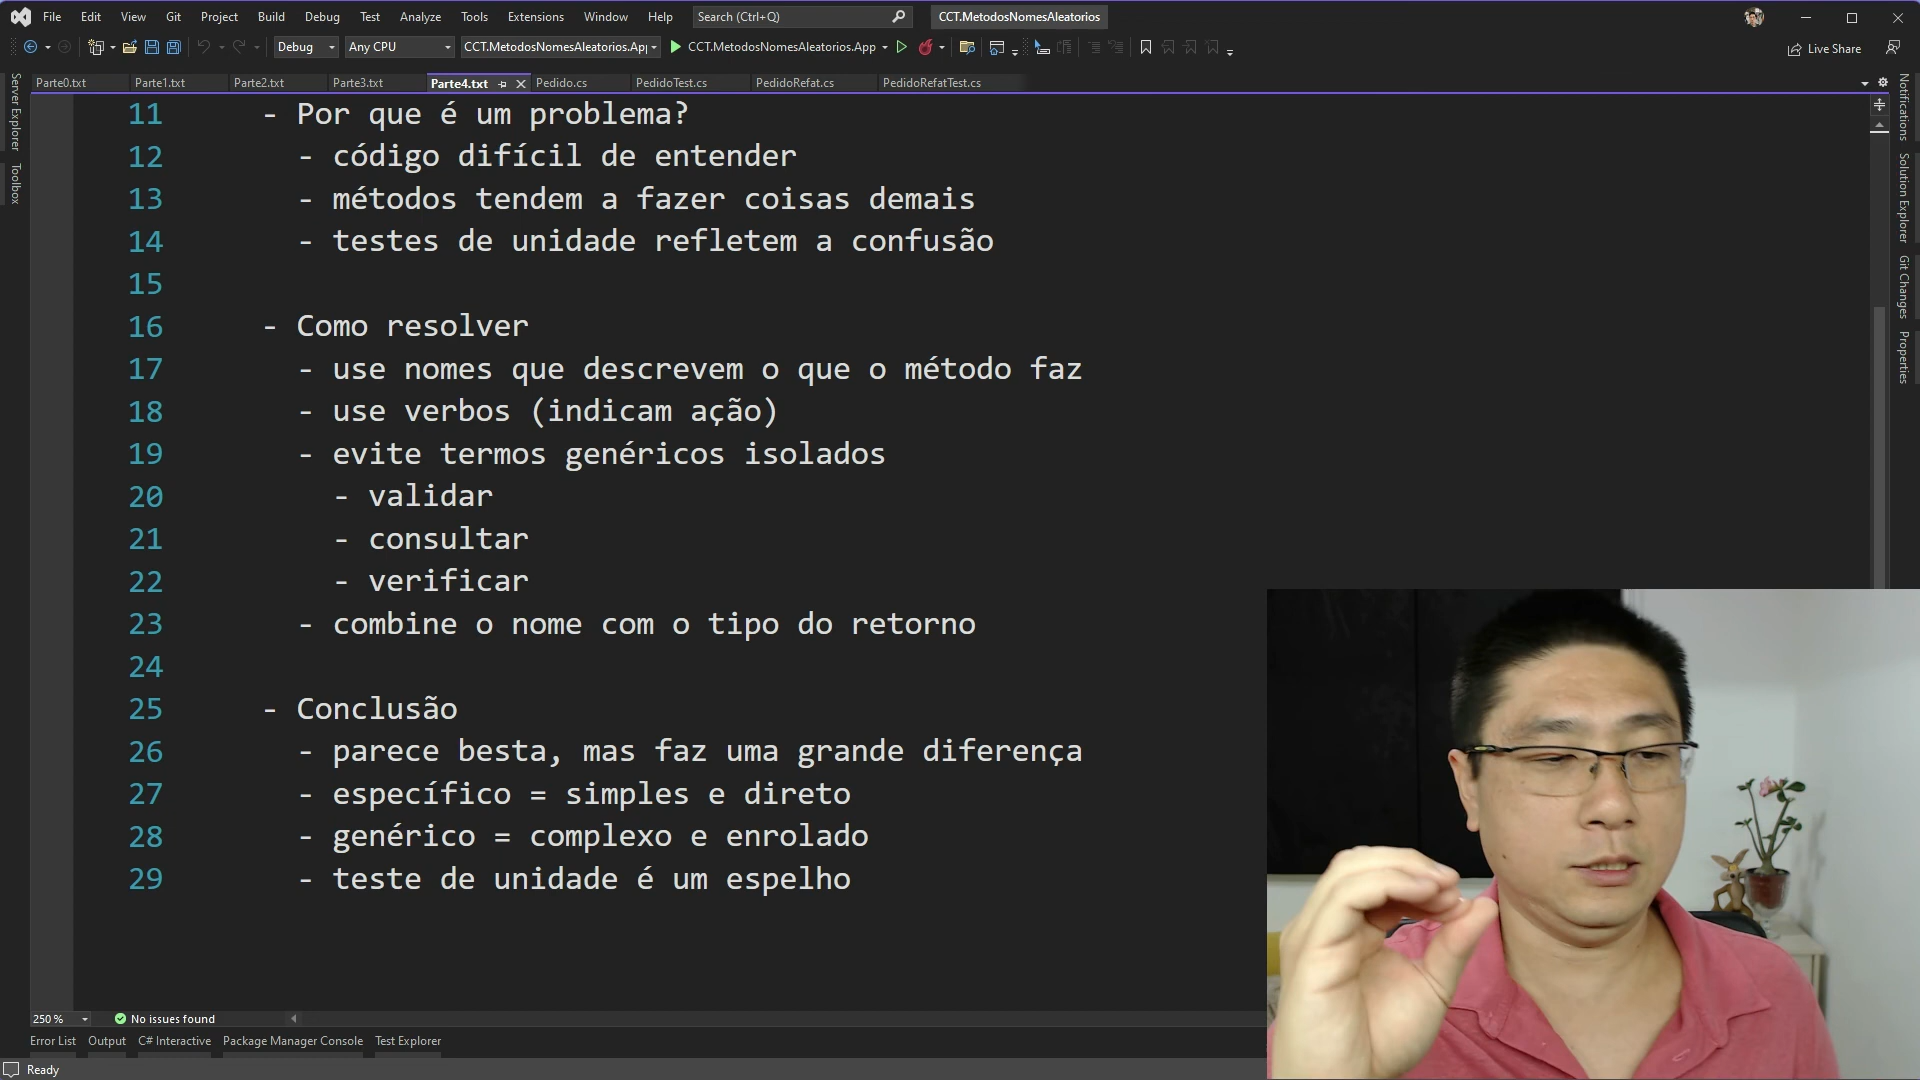 File Edit View Git Project Build Debug Test Analyze Tools Extensions Window Help Search (Ctrl+Q) CCT.MetodosNomesAleatorios
Debug Any CPU CCT.MetodosNomesAleatorios.Ap CCT.MetodosNomesAleatorios.App Live Share
Parte0.txt Parte1.txt Parte2.txt Parte3.txt Parte4.txt Pedido.cs PedidoTest.cs PedidoRefat.cs PedidoRefatTest.cs
Server Explorer
Toolbox
11 - Por que é um problema?
12 - código difícil de entender
13 - métodos tendem a fazer coisas demais
14 - testes de unidade refletem a confusão
15
16 - Como resolver
17 - use nomes que descrevem o que o método faz
18 - use verbos (indicam ação)
19 - evite termos genéricos isolados
20 - validar
21 - consultar
22 - verificar
23 - combine o nome com o tipo do retorno
24
25 - Conclusão
26 - parece besta, mas faz uma grande diferença
27 - específico = simples e direto
28 - genérico = complexo e enrolado
29 - teste de unidade é um espelho
Notifications
Solution Explorer
Git Changes
Properties
250 % No issues found
Error List Output C# Interactive Package Manager Console Test Explorer
Ready